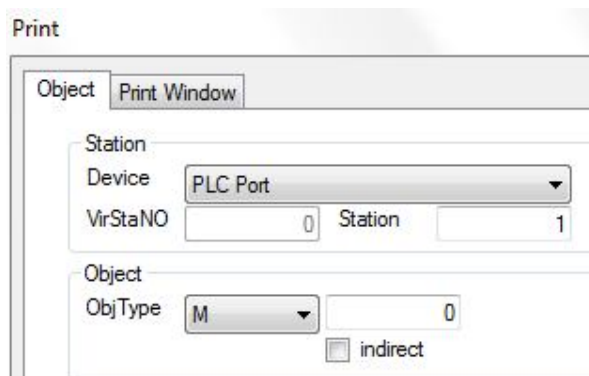 Print
Object Print Window
Station
Device PLC Port
VirStaNO 0 Station 1
Object
ObjType M 0
indirect